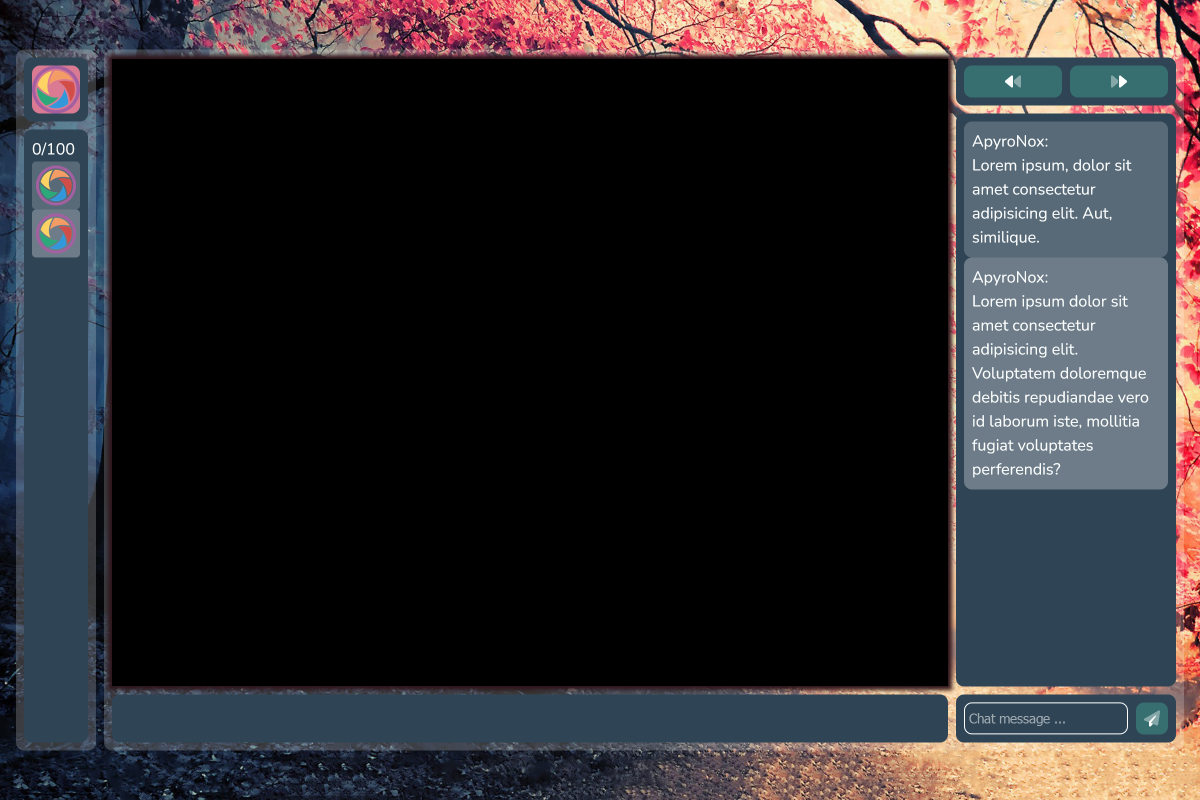 0/100
ApyroNox:
Lorem ipsum, dolor sit
amet consectetur
adipisicing elit. Aut,
similique.
ApyroNox:
Lorem ipsum dolor sit
amet consectetur
adipisicing elit.
Voluptatem doloremque
debitis repudiandae vero
id laborum iste, mollitia
fugiat voluptates
perferendis?
Chat message ...